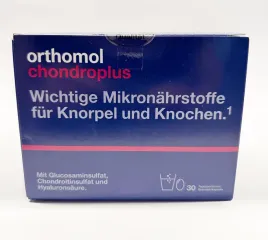 orthomol
chondroplus
Wichtige Mikronährstoffe
für Knorpel und Knochen.¹
Mit Glucosaminsulfat,
Chondroitinsulfat und
Hyaluronsäure.
30